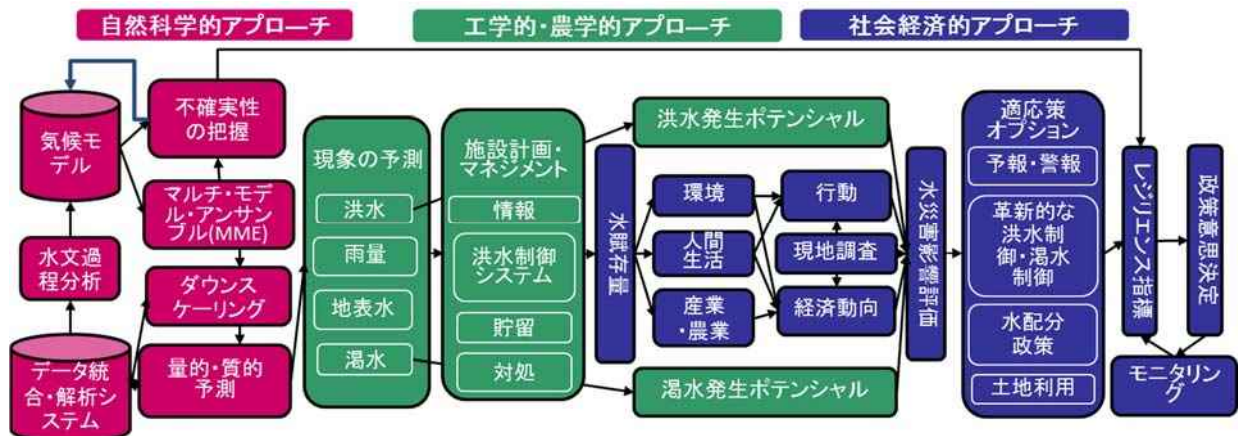 自然科学的アプローチ
工学的・農学的アプローチ
社会経済的アプローチ
気候モ
デル
水文過
程分析
データ統
合・解析シ
ステム
不確実性
の把握
マルチ・モデ
ル・アンサン
ブル(MME)
ダウンス
ケーリング
量的・質的
予測
現象の予測
洪水
雨量
地表水
渇水
施設計画・
マネジメント
情報
洪水制御
システム
貯留
対処
洪水発生ポテンシャル
水賦存量
環境
人間
生活
産業
・農業
行動
現地調査
経済動向
渇水発生ポテンシャル
水災害影響評価
適応策
オプション
予報・警報
革新的な
洪水制
御・渇水
制御
水配分
政策
土地利用
レジリエンス指標
政策意思決定
モニタリン
グ